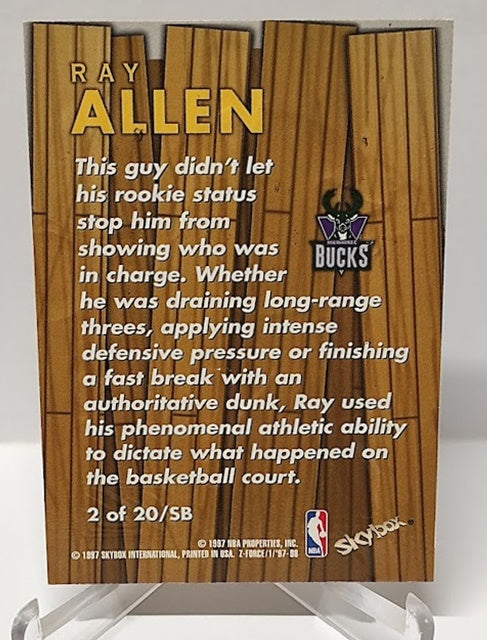 RAY
ALLEN
This guy didn't let
his rookie status
stop him from
showing who was
in charge. Whether
he was draining long-range
threes, applying intense
defensive pressure or finishing
a fast break with an
authoritative dunk, Ray used
his phenomenal athletic ability
to dictate what happened on
the basketball court.
MILWAUKEE
BUCKS
2 of 20/SB
© 1997 NBA PROPERTIES, INC.
© 1997 SKYBOX INTERNATIONAL, PRINTED IN USA. Z-FORCE/1/'97-98
NBA
Skybox®